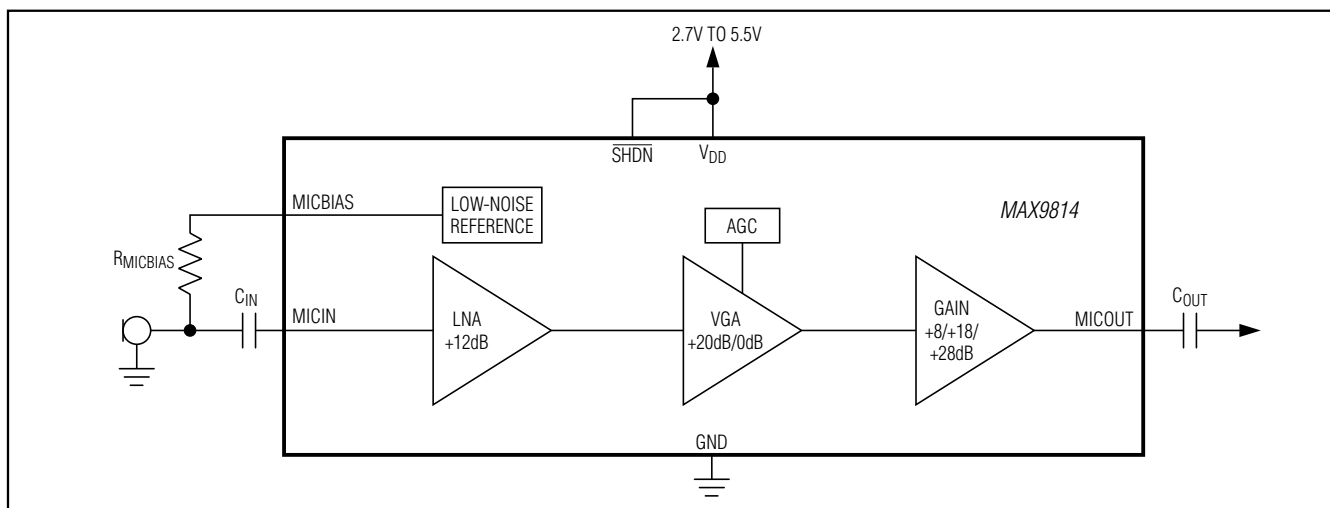 2.7V TO 5.5V
SHDN
VDD
MICBIAS
LOW-NOISE
REFERENCE
AGC
MAX9814
RMICBIAS
CIN
MICIN
LNA
+12dB
VGA
+20dB/0dB
GAIN
+8/+18/
+28dB
MICOUT
COUT
GND